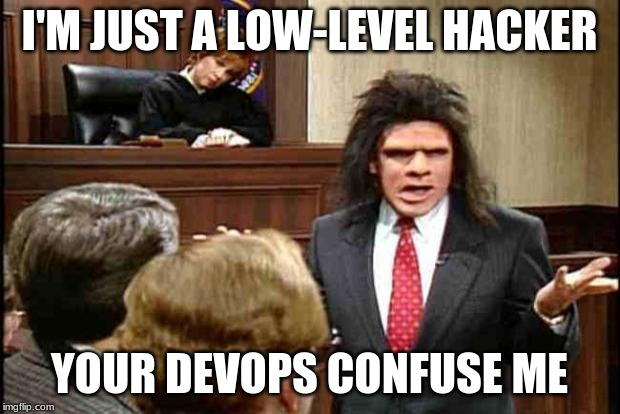 I'M JUST A LOW-LEVEL HACKER
YOUR DEVOPS CONFUSE ME
imgflip.com